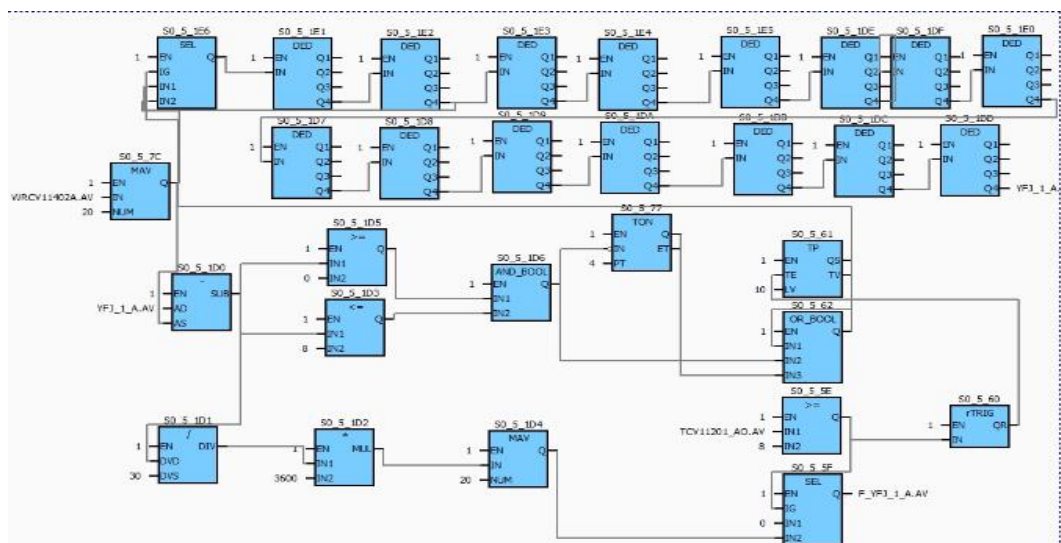 S0_5_1E6 S0_5_1E1 S0_5_1E2 S0_5_1E3 S0_5_1E4 S0_5_1E5 S0_5_1DE S0_5_1DF S0_5_1E0
SEL DED DED DED DED DED DED DED DED
1 EN Q 1 EN Q1 1 EN Q1 1 EN Q1 1 EN Q1 1 EN Q1 1 EN Q1 EN Q1 1 EN Q1
IG IN Q2 IN Q2 IN Q2 IN Q2 IN Q2 IN Q2 IN Q2 IN Q2
IN1 Q3 Q3 Q3 Q3 Q3 Q3 Q3 Q3
IN2 Q4 Q4 Q4 Q4 Q4 Q4 Q4 Q4
S0_5_1D7 S0_5_1D8 S0_5_1D9 S0_5_1DA S0_5_1DB S0_5_1DC S0_5_1DD
DED DED DED DED DED DED DED
1 EN Q1 1 EN Q1 1 EN Q1 1 EN Q1 1 EN Q1 1 EN Q1 1 EN Q1
IN Q2 IN Q2 IN Q2 IN Q2 IN Q2 IN Q2 IN Q2
Q3 Q3 Q3 Q3 Q3 Q3 Q3
Q4 Q4 Q4 Q4 Q4 Q4 Q4 YFJ_1_A.
S0_5_7C
MAV
1 EN Q
WRCV11402A.AV IN
20 NUM
S0_5_1D0
-
1 EN SUB
YFJ_1_A.AV AD
AS
S0_5_1D5
>=
1 EN Q
IN1
0 IN2
S0_5_1D3
<=
1 EN Q
IN1
8 IN2
S0_5_1D6
AND_BOOL
1 EN Q
IN1
IN2
S0_5_77
TON
1 EN Q
IN ET
4 PT
S0_5_61
TP
1 EN QS
TE TV
10 LV
S0_5_62
OR_BOOL
1 EN Q
IN1
IN2
IN3
S0_5_5E
>=
1 EN Q
TCV11201_AO.AV IN1
8 IN2
S0_5_60
rTRIG
1 EN QR
IN
S0_5_1D1
/
1 EN DIV
DVD
30 DVS
S0_5_1D2
*
1 EN MUL
IN1
3600 IN2
S0_5_1D4
MAV
1 EN Q
IN
20 NUM
S0_5_5F
SEL
1 EN Q F_YFJ_1_A.AV
IG
0 IN1
IN2